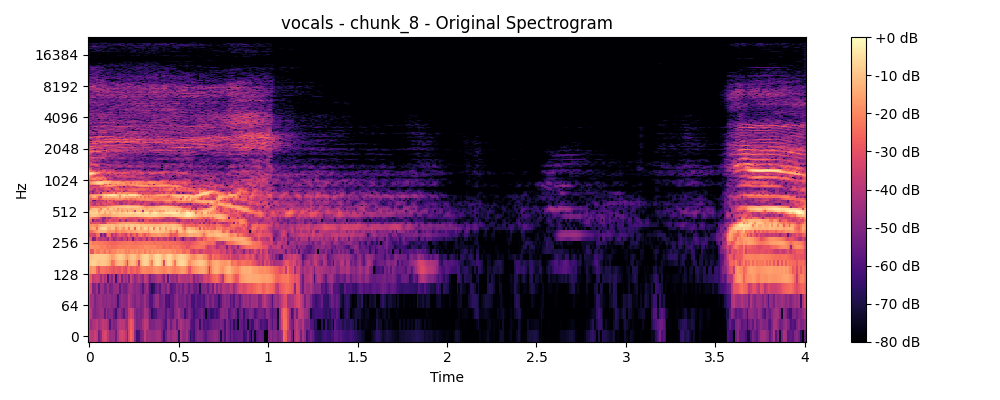 vocals - chunk_8 - Original Spectrogram
Hz
16384
8192
4096
2048
1024
512
256
128
64
0
0 0.5 1 1.5 2 2.5 3 3.5 4
Time
+0 dB
-10 dB
-20 dB
-30 dB
-40 dB
-50 dB
-60 dB
-70 dB
-80 dB